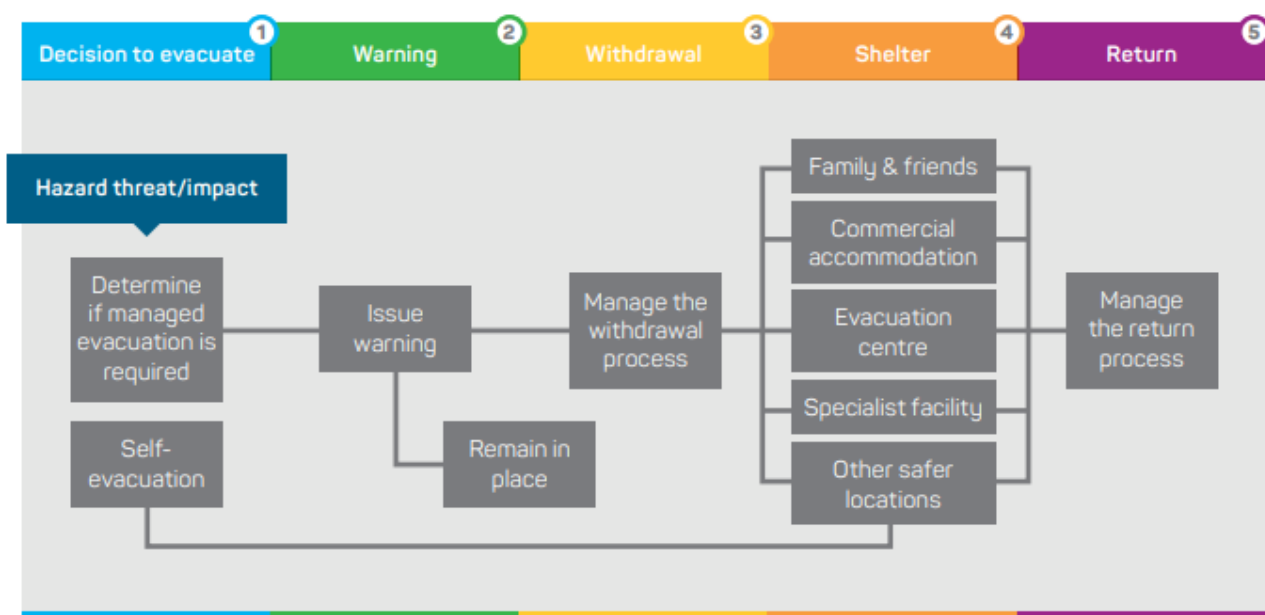 1
2
3
4
5
Decision to evacuate
Warning
Withdrawal
Shelter
Return
Hazard threat/impact
Determine
if managed
evacuation is
required
Self-
evacuation
Issue
warning
Remain in
place
Manage the
withdrawal
process
Family & friends
Commercial
accommodation
Evacuation
centre
Specialist facility
Other safer
locations
Manage
the return
process